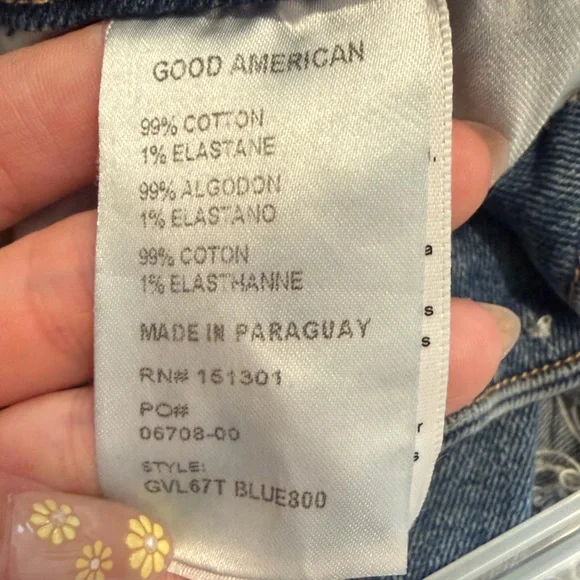 GOOD AMERICAN
99% COTTON
1% ELASTANE
99% ALGODON
1% ELASTANO
99% COTON
1% ELASTHANNE
MADE IN PARAGUAY
RN# 151301
PO#
06708-00
STYLE:
GVL67T BLUE800